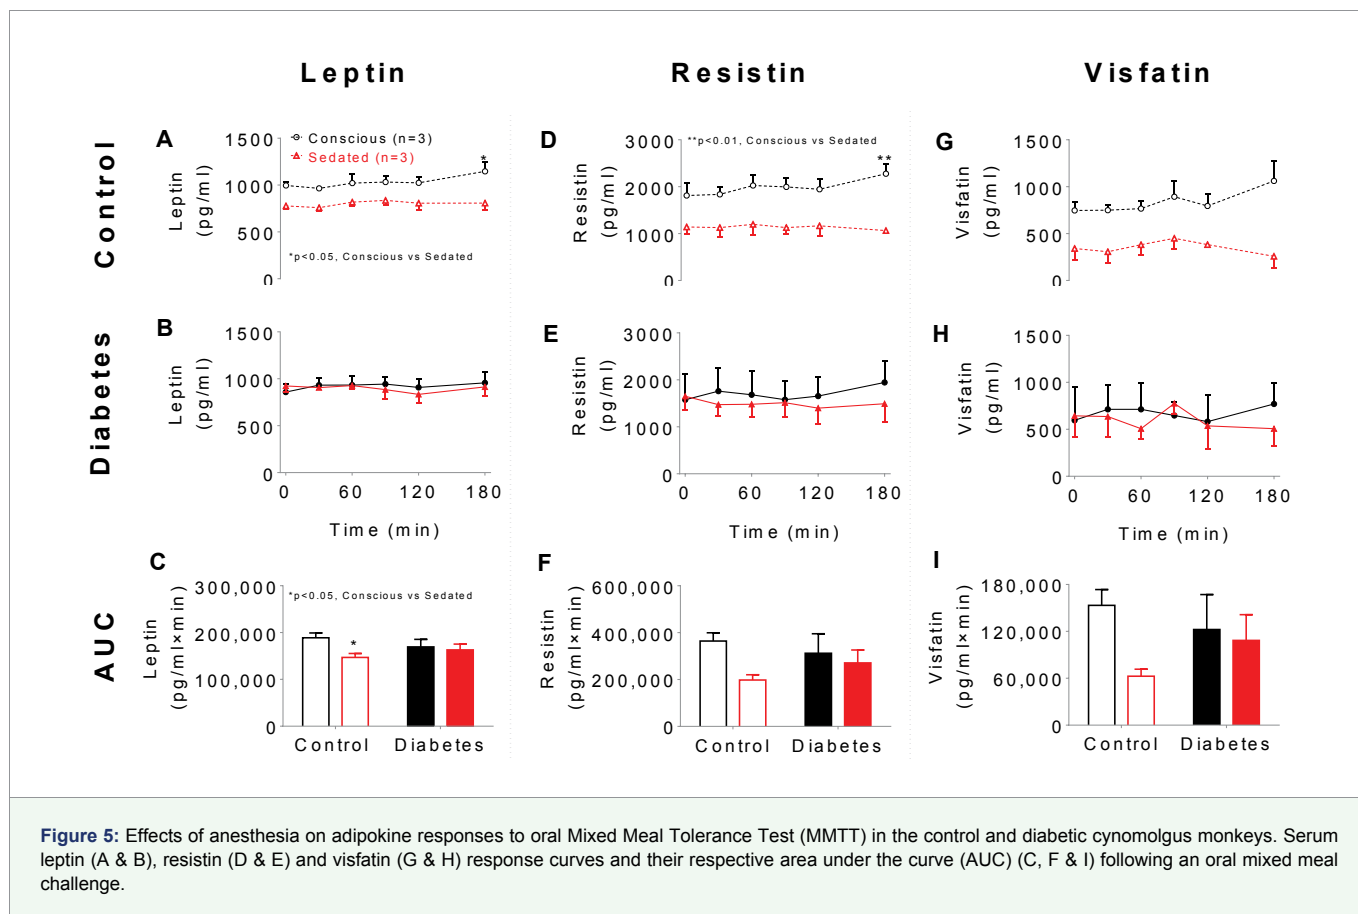 Leptin
Resistin
Visfatin
Control
Diabetes
AUC
A
1500
1000
500
0
Leptin
(pg/ml)
Conscious (n=3)
Sedated (n=3)
*
*p<0.05, Conscious vs Sedated
D
3000
2000
1000
0
Resistin
(pg/ml)
**p<0.01, Conscious vs Sedated
**
G
1500
1000
500
0
Visfatin
(pg/ml)
B
1500
1000
500
0
Leptin
(pg/ml)
0 60 120 180
Time (min)
E
3000
2000
1000
0
Resistin
(pg/ml)
0 60 120 180
Time (min)
H
1500
1000
500
0
Visfatin
(pg/ml)
0 60 120 180
Time (min)
C
300,000
200,000
100,000
0
Leptin
(pg/ml×min)
*p<0.05, Conscious vs Sedated
*
Control Diabetes
F
600,000
400,000
200,000
0
Resistin
(pg/ml×min)
Control Diabetes
I
180,000
120,000
60,000
0
Visfatin
(pg/ml×min)
Control Diabetes
Figure 5: Effects of anesthesia on adipokine responses to oral Mixed Meal Tolerance Test (MMTT) in the control and diabetic cynomolgus monkeys. Serum
leptin (A & B), resistin (D & E) and visfatin (G & H) response curves and their respective area under the curve (AUC) (C, F & I) following an oral mixed meal
challenge.